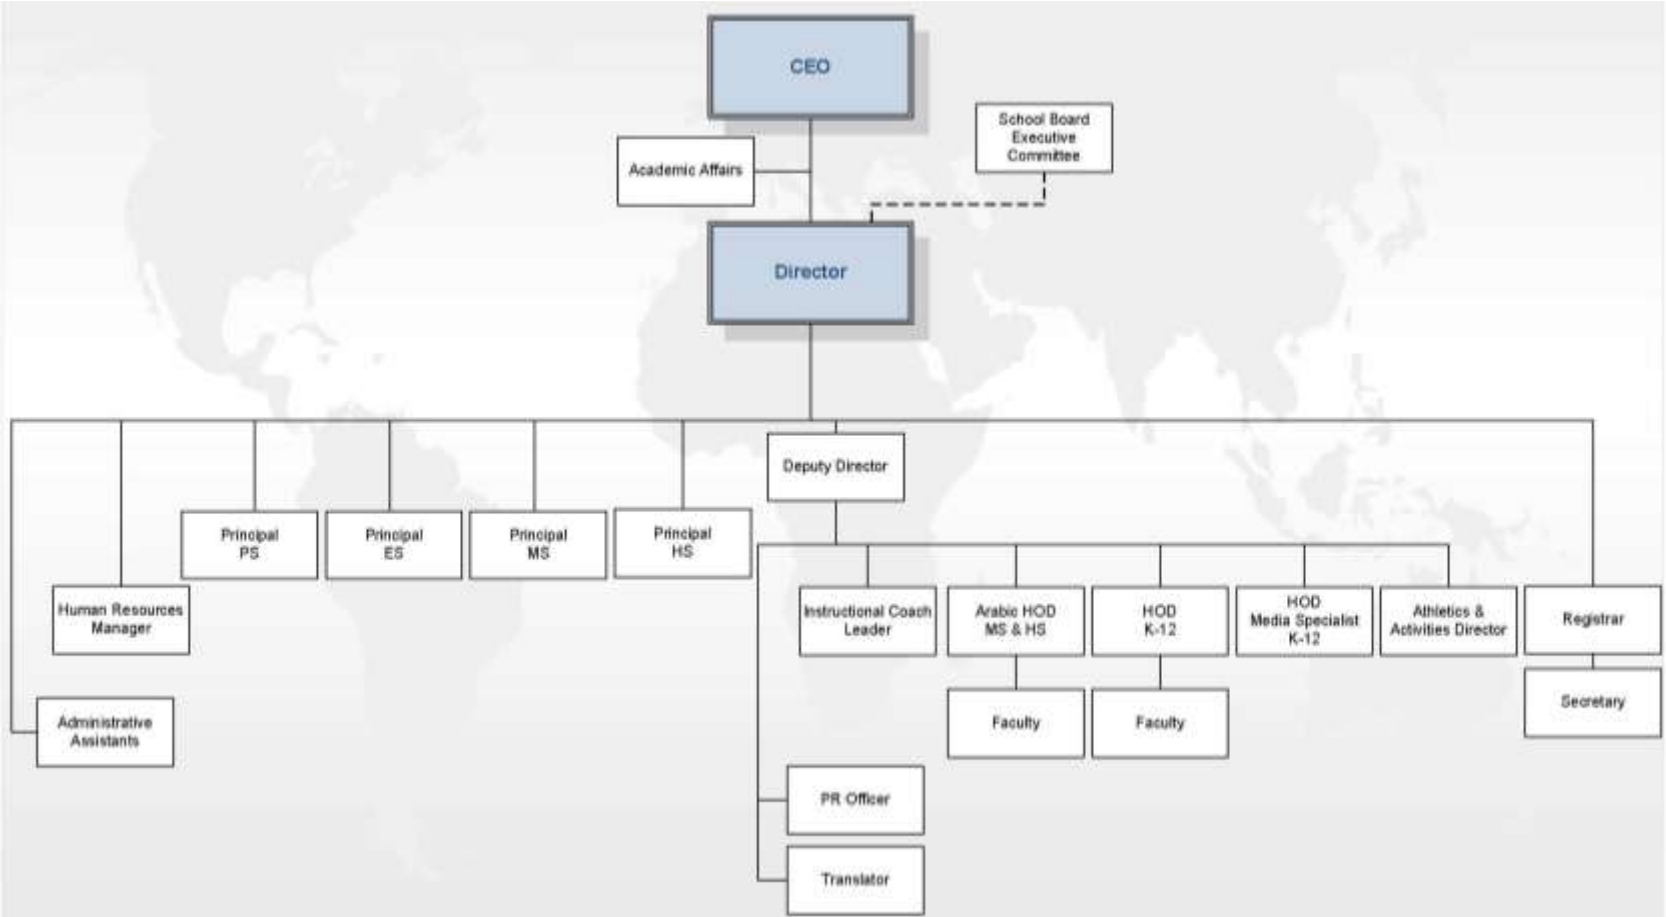 CEO
School Board
Executive
Committee
Academic Affairs
Director
Deputy Director
Principal
PS
Principal
ES
Principal
MS
Principal
HS
Human Resources
Manager
Instructional Coach
Leader
Arabic HOD
MS & HS
HOD
K-12
HOD
Media Specialist
K-12
Athletics &
Activities Director
Registrar
Administrative
Assistants
Faculty
Faculty
Secretary
PR Officer
Translator